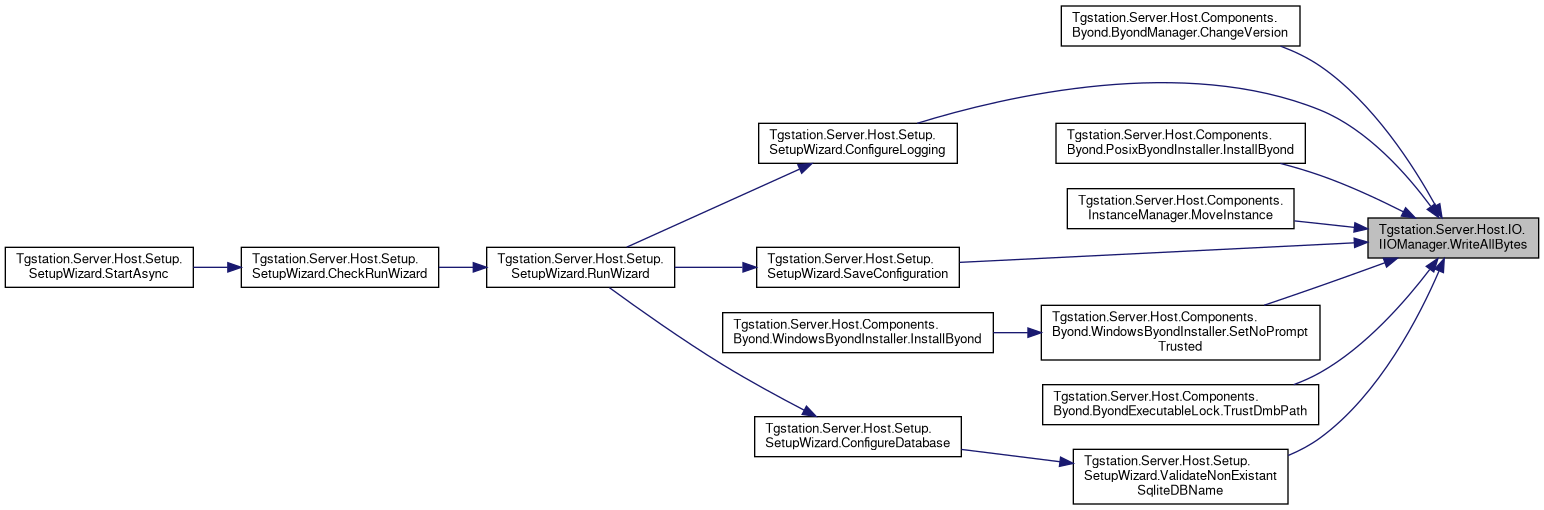 Tgstation.Server.Host.Components.
Byond.ByondManager.ChangeVersion
Tgstation.Server.Host.Setup.
SetupWizard.ConfigureLogging
Tgstation.Server.Host.Components.
Byond.PosixByondInstaller.InstallByond
Tgstation.Server.Host.Components.
InstanceManager.MoveInstance
Tgstation.Server.Host.IO.
IIOManager.WriteAllBytes
Tgstation.Server.Host.Setup.
SetupWizard.StartAsync
Tgstation.Server.Host.Setup.
SetupWizard.CheckRunWizard
Tgstation.Server.Host.Setup.
SetupWizard.RunWizard
Tgstation.Server.Host.Setup.
SetupWizard.SaveConfiguration
Tgstation.Server.Host.Components.
Byond.WindowsByondInstaller.InstallByond
Tgstation.Server.Host.Components.
Byond.WindowsByondInstaller.SetNoPrompt
Trusted
Tgstation.Server.Host.Components.
Byond.ByondExecutableLock.TrustDmbPath
Tgstation.Server.Host.Setup.
SetupWizard.ConfigureDatabase
Tgstation.Server.Host.Setup.
SetupWizard.ValidateNonExistant
SqliteDBName